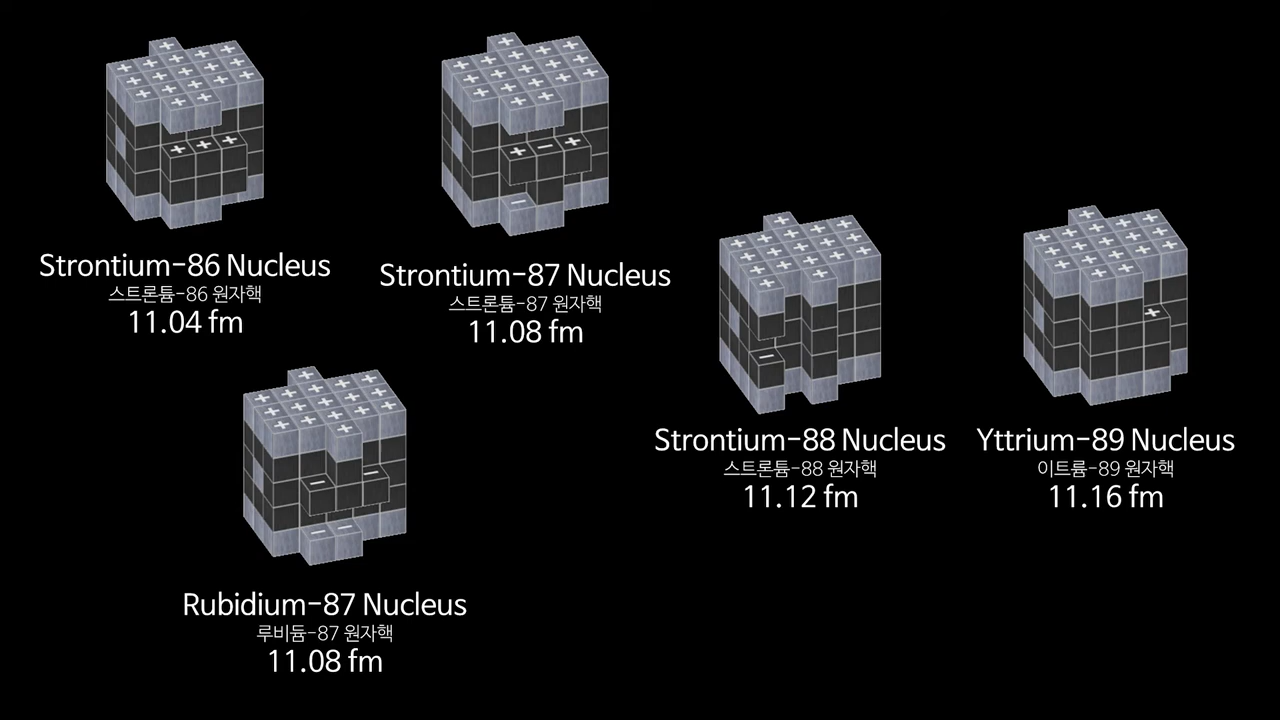 Strontium-86 Nucleus
스트론튬-86 원자핵
11.04 fm
Strontium-87 Nucleus
스트론튬-87 원자핵
11.08 fm
Strontium-88 Nucleus
스트론튬-88 원자핵
11.12 fm
Yttrium-89 Nucleus
이트륨-89 원자핵
11.16 fm
Rubidium-87 Nucleus
루비듐-87 원자핵
11.08 fm